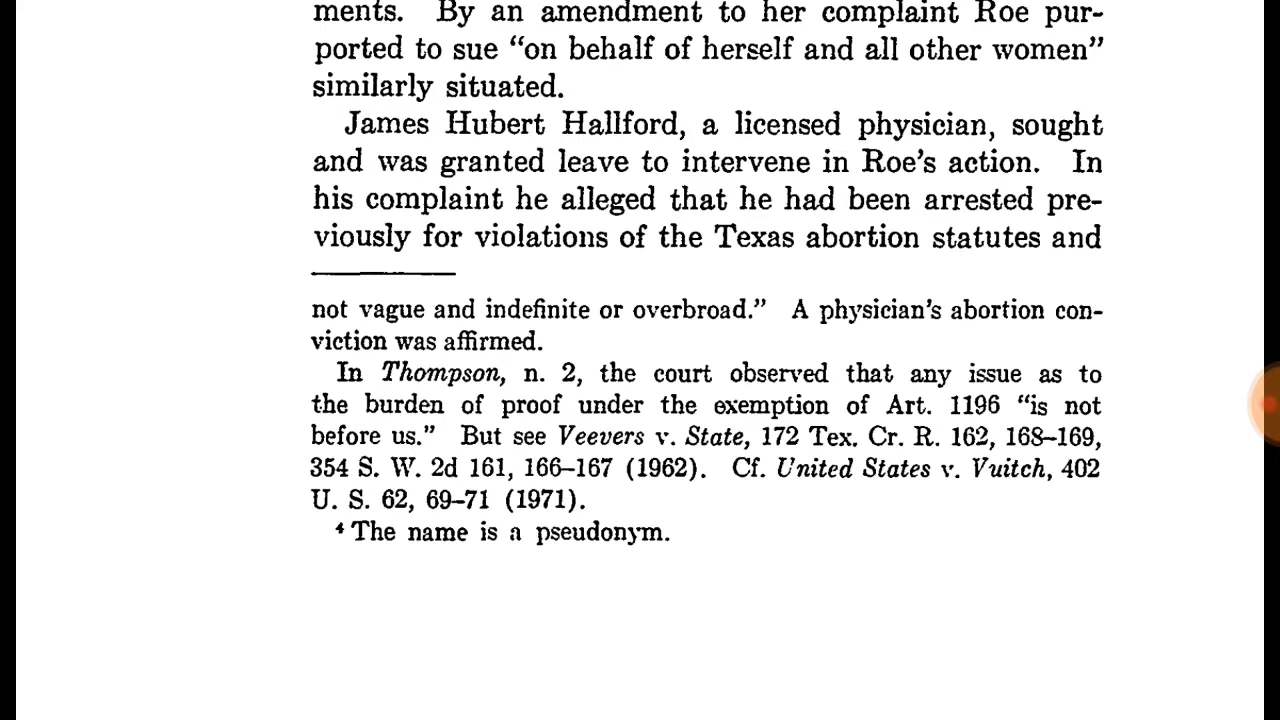 ments. By an amendment to her complaint Roe pur-
ported to sue “on behalf of herself and all other women”
similarly situated.
James Hubert Hallford, a licensed physician, sought
and was granted leave to intervene in Roe’s action. In
his complaint he alleged that he had been arrested pre-
viously for violations of the Texas abortion statutes and
not vague and indefinite or overbroad.” A physician’s abortion con-
viction was affirmed.
In Thompson, n. 2, the court observed that any issue as to
the burden of proof under the exemption of Art. 1196 “is not
before us.” But see Veevers v. State, 172 Tex. Cr. R. 162, 168–169,
354 S. W. 2d 161, 166–167 (1962). Cf. United States v. Vuitch, 402
U. S. 62, 69–71 (1971).
⁴ The name is a pseudonym.